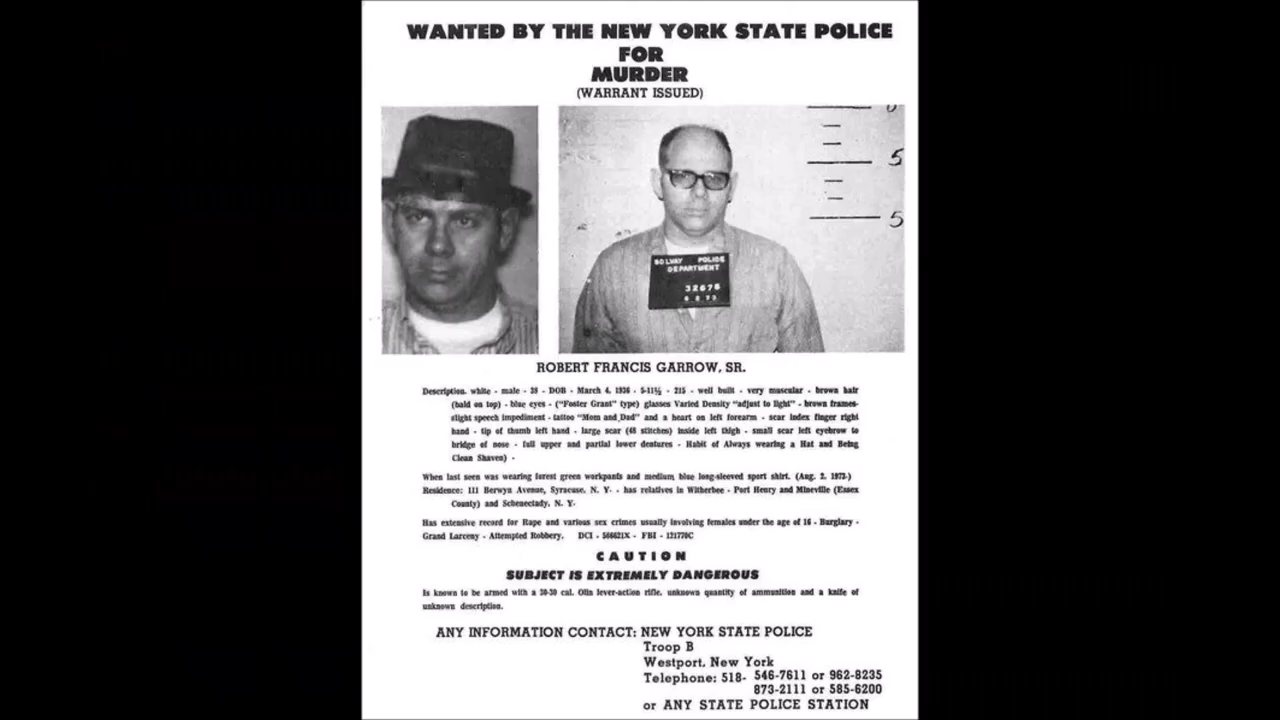 WANTED BY THE NEW YORK STATE POLICE
FOR
MURDER
(WARRANT ISSUED)
5
5
SOLVAY POLICE
DEPARTMENT
32676
6 2 73
ROBERT FRANCIS GARROW, SR.
Description. white - male - 38 - DOB - March 4, 1936 - 5-11½ - 215 - well built - very muscular - brown hair
(bald on top) - blue eyes - ("Foster Grant" type) glasses Varied Density "adjust to light" - brown frames-
slight speech impediment - tattoo "Mom and Dad" and a heart on left forearm - scar index finger right
hand - tip of thumb left hand - large scar (48 stitches) inside left thigh - small scar left eyebrow to
bridge of nose - full upper and partial lower dentures - Habit of Always wearing a Hat and Being
Clean Shaven) -
When last seen was wearing forest green workpants and medium blue long-sleeved sport shirt. (Aug. 2, 1973-)
Residence: 111 Berwyn Avenue, Syracuse, N. Y. - has relatives in Witherbee - Port Henry and Mineville (Essex
County) and Schenectady, N. Y.
Has extensive record for Rape and various sex crimes usually involving females under the age of 16 - Burglary -
Grand Larceny - Attempted Robbery. DCI - 566621X - FBI - 121770C
CAUTION
SUBJECT IS EXTREMELY DANGEROUS
Is known to be armed with a 30-30 cal. Olin lever-action rifle, unknown quantity of ammunition and a knife of
unknown description.
ANY INFORMATION CONTACT: NEW YORK STATE POLICE
Troop B
Westport, New York
Telephone: 518- 546-7611 or 962-8235
873-2111 or 585-6200
or ANY STATE POLICE STATION